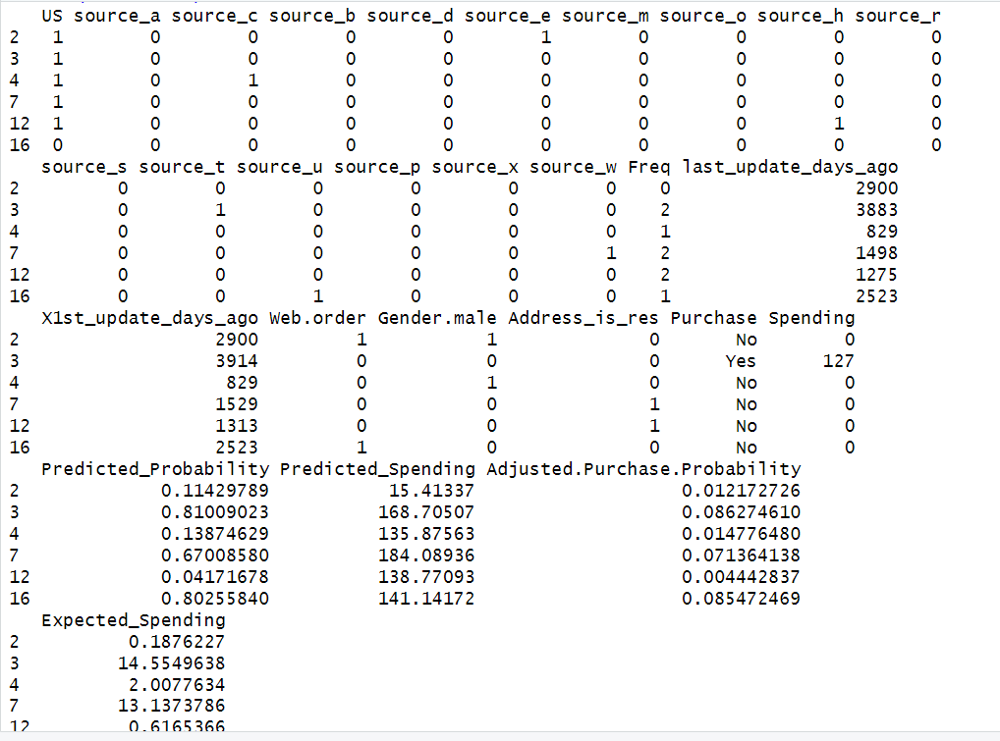 US source_a source_c source_b source_d source_e source_m source_o source_h source_r
2 1 0 0 0 0 1 0 0 0 0
3 1 0 0 0 0 0 0 0 0 0
4 1 0 1 0 0 0 0 0 0 0
7 1 0 0 0 0 0 0 0 0 0
12 1 0 0 0 0 0 0 0 1 0
16 0 0 0 0 0 0 0 0 0 0
source_s source_t source_u source_p source_x source_w Freq last_update_days_ago
2 0 0 0 0 0 0 0 2900
3 0 1 0 0 0 0 2 3883
4 0 0 0 0 0 0 1 829
7 0 0 0 0 0 1 2 1498
12 0 0 0 0 0 0 2 1275
16 0 0 1 0 0 0 1 2523
X1st_update_days_ago Web.order Gender.male Address_is_res Purchase Spending
2 2900 1 1 0 No 0
3 3914 0 0 0 Yes 127
4 829 0 1 0 No 0
7 1529 0 0 1 No 0
12 1313 0 0 1 No 0
16 2523 1 0 0 No 0
Predicted_Probability Predicted_Spending Adjusted.Purchase.Probability
2 0.11429789 15.41337 0.012172726
3 0.81009023 168.70507 0.086274610
4 0.13874629 135.87563 0.014776480
7 0.67008580 184.08936 0.071364138
12 0.04171678 138.77093 0.004442837
16 0.80255840 141.14172 0.085472469
Expected_Spending
2 0.1876227
3 14.5549638
4 2.0077634
7 13.1373786
12 0.6165366